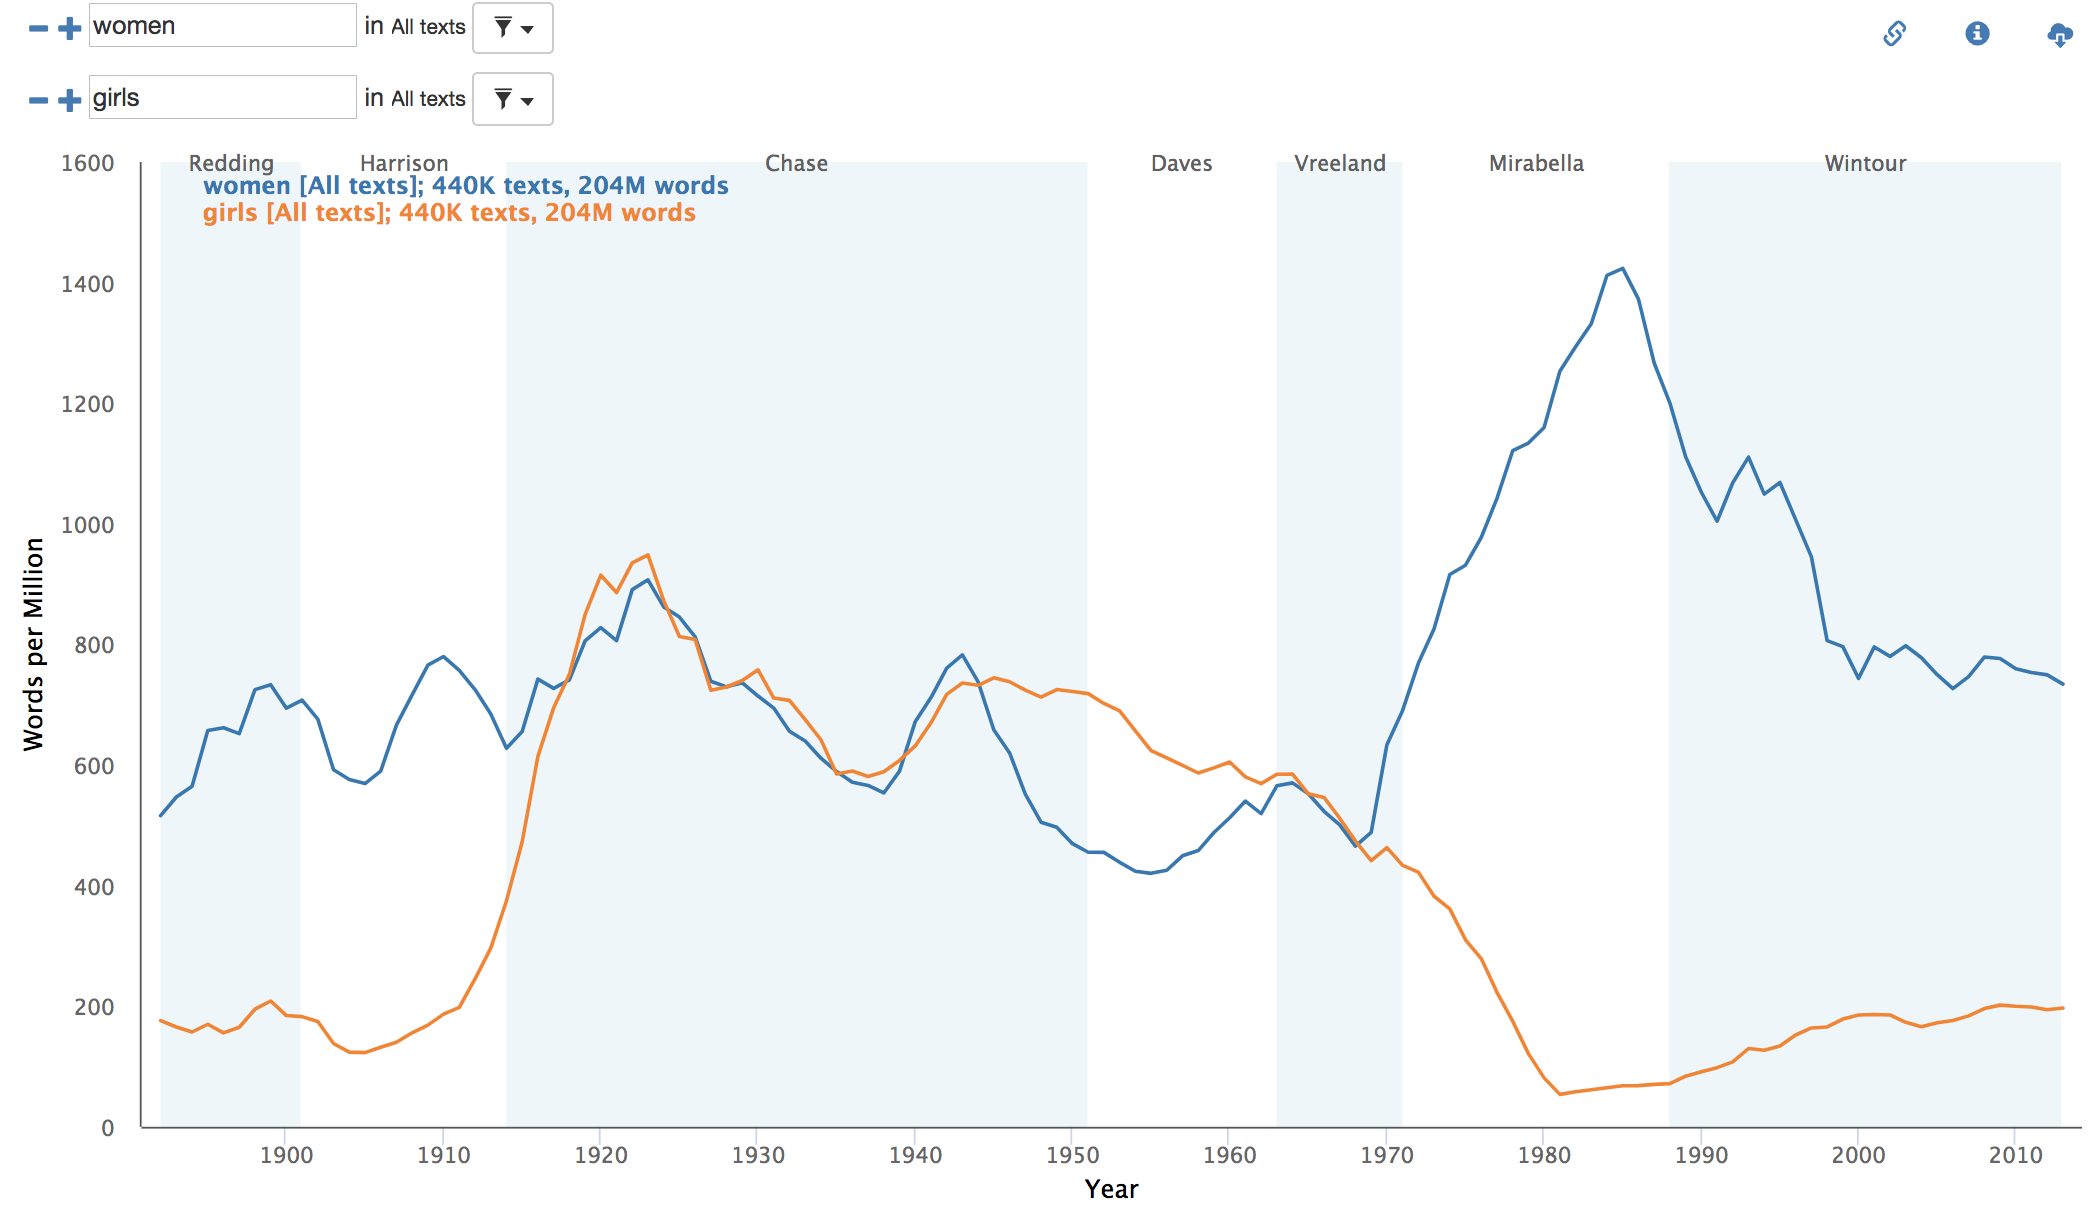 women in All texts
girls in All texts
Redding Harrison Chase Daves Vreeland Mirabella Wintour
women [All texts]; 440K texts, 204M words
girls [All texts]; 440K texts, 204M words
1600
1400
1200
1000
800
600
400
200
0
Words per Million
1900 1910 1920 1930 1940 1950 1960 1970 1980 1990 2000 2010
Year